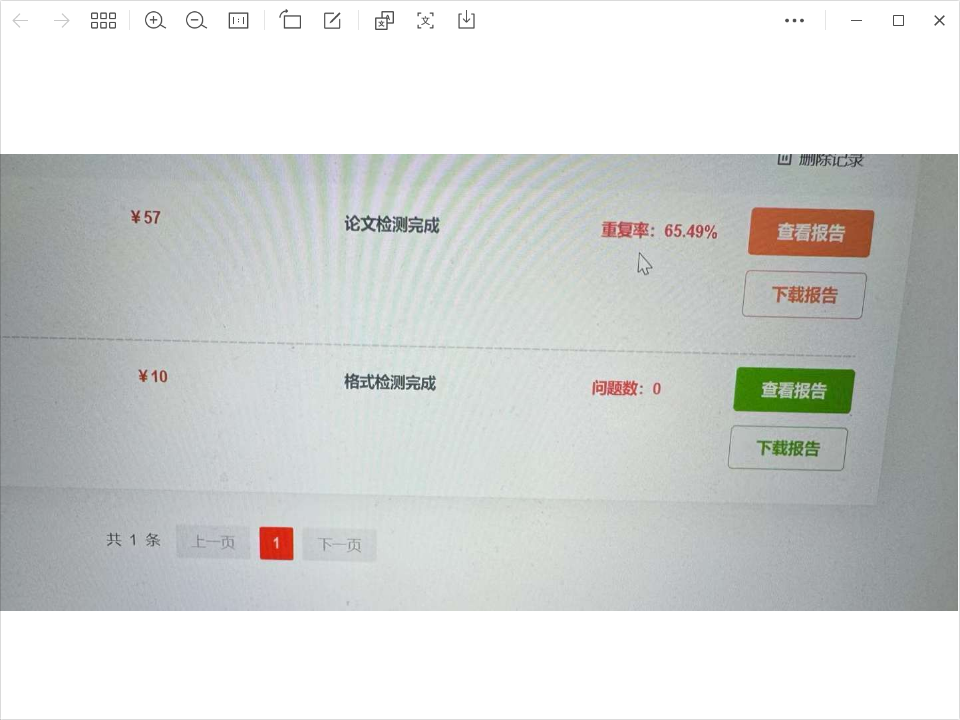 删除记录
¥57 论文检测完成 重复率：65.49% 查看报告
下载报告
¥10 格式检测完成 问题数：0 查看报告
下载报告
共 1 条 上一页 1 下一页